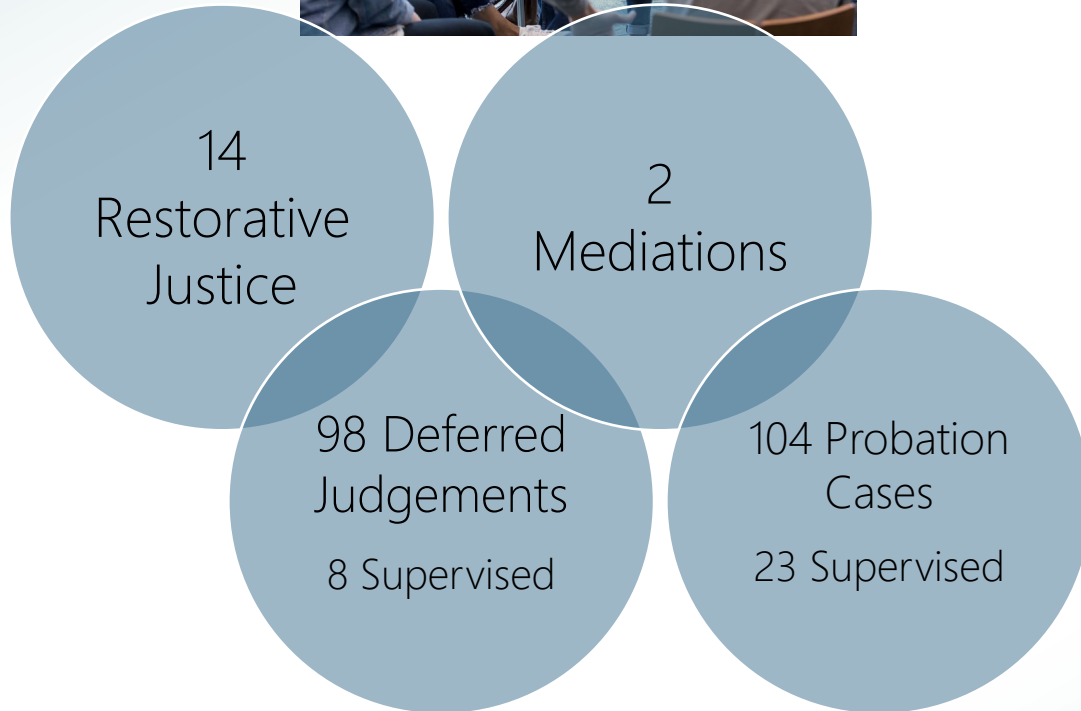 14
Restorative
Justice
2
Mediations
98 Deferred
Judgements
8 Supervised
104 Probation
Cases
23 Supervised